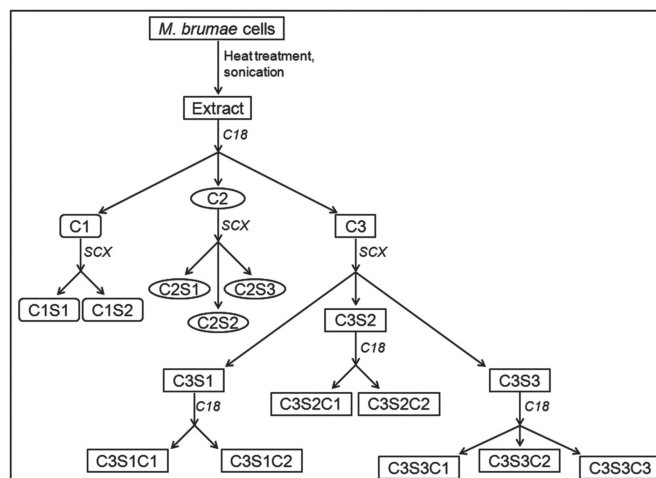 M. brumae cells
Heat treatment,
sonication
Extract
C18
C2
C1
C3
SCX
SCX
SCX
C2S1
C2S3
C1S1
C1S2
C2S2
C3S2
C18
C3S1
C3S3
C18
C3S2C1
C3S2C2
C18
C3S1C1
C3S1C2
C3S3C1
C3S3C2
C3S3C3